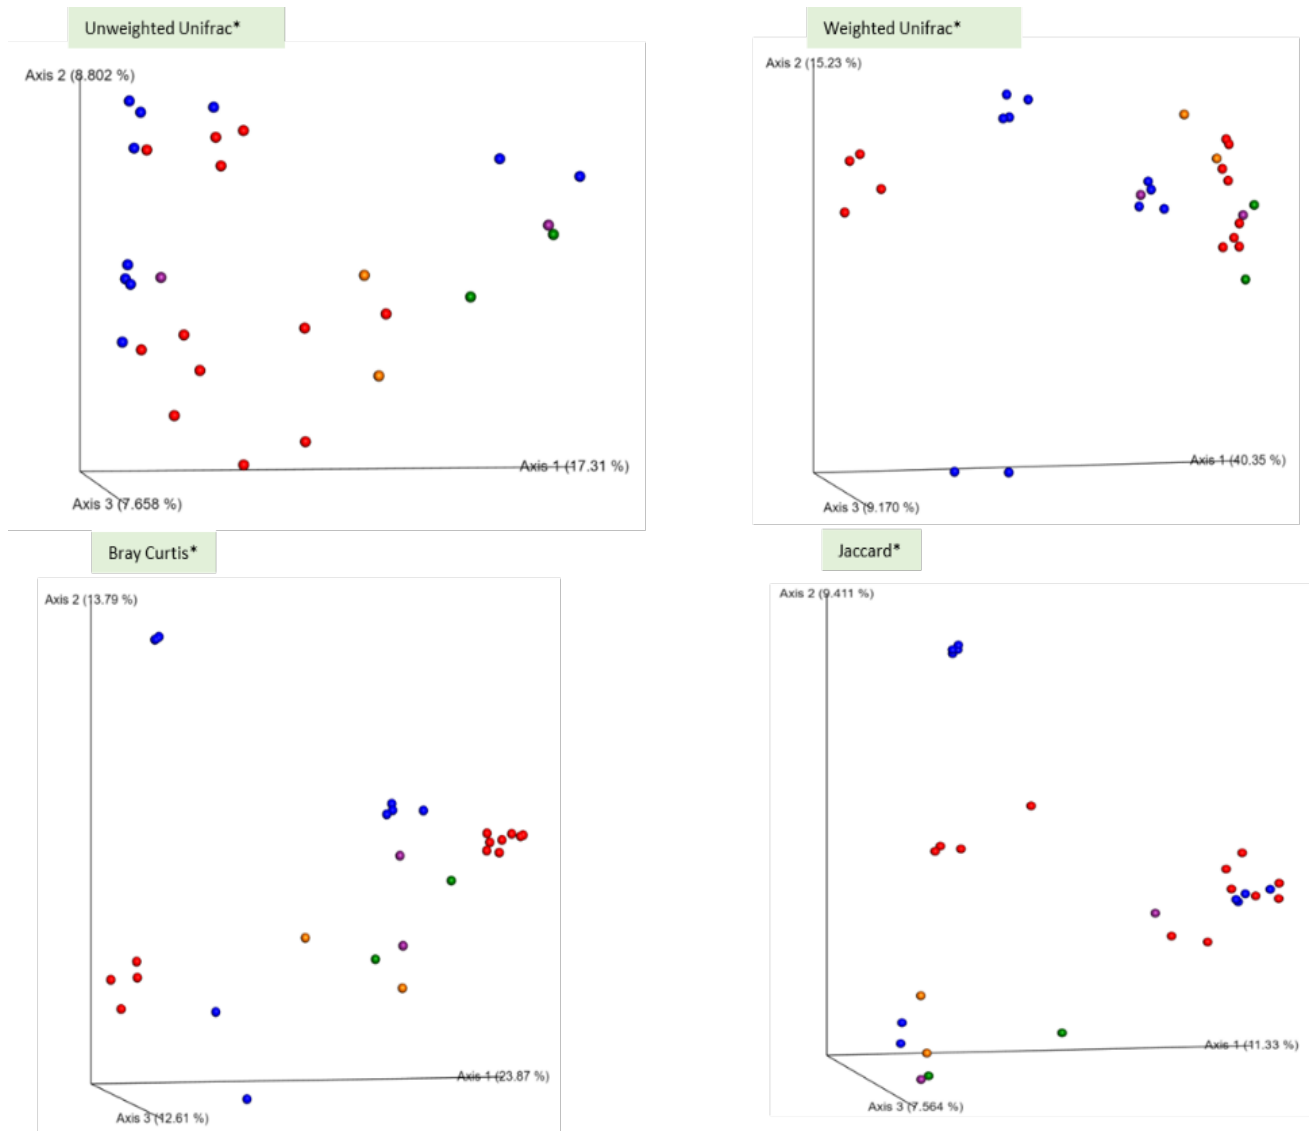 Unweighted Unifrac*
Axis 2 (8.802 %)
Axis 1 (17.31 %)
Axis 3 (7.658 %)
Weighted Unifrac*
Axis 2 (15.23 %)
Axis 1 (40.35 %)
Axis 3 (9.170 %)
Bray Curtis*
Axis 2 (13.79 %)
Axis 1 (23.87 %)
Axis 3 (12.61 %)
Jaccard*
Axis 2 (9.411 %)
Axis 1 (11.33 %)
Axis 3 (7.564 %)